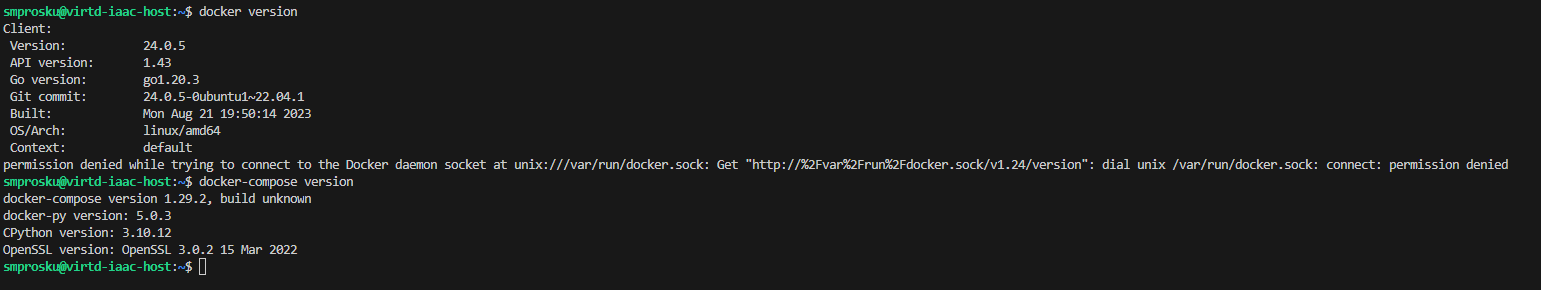 smprosku@virtd-iaac-host:~$ docker version
Client:
 Version:           24.0.5
 API version:       1.43
 Go version:        go1.20.3
 Git commit:        24.0.5-0ubuntu1~22.04.1
 Built:             Mon Aug 21 19:50:14 2023
 OS/Arch:           linux/amd64
 Context:           default
permission denied while trying to connect to the Docker daemon socket at unix:///var/run/docker.sock: Get "http://%2Fvar%2Frun%2Fdocker.sock/v1.24/version": dial unix /var/run/docker.sock: connect: permission denied
smprosku@virtd-iaac-host:~$ docker-compose version
docker-compose version 1.29.2, build unknown
docker-py version: 5.0.3
CPython version: 3.10.12
OpenSSL version: OpenSSL 3.0.2 15 Mar 2022
smprosku@virtd-iaac-host:~$